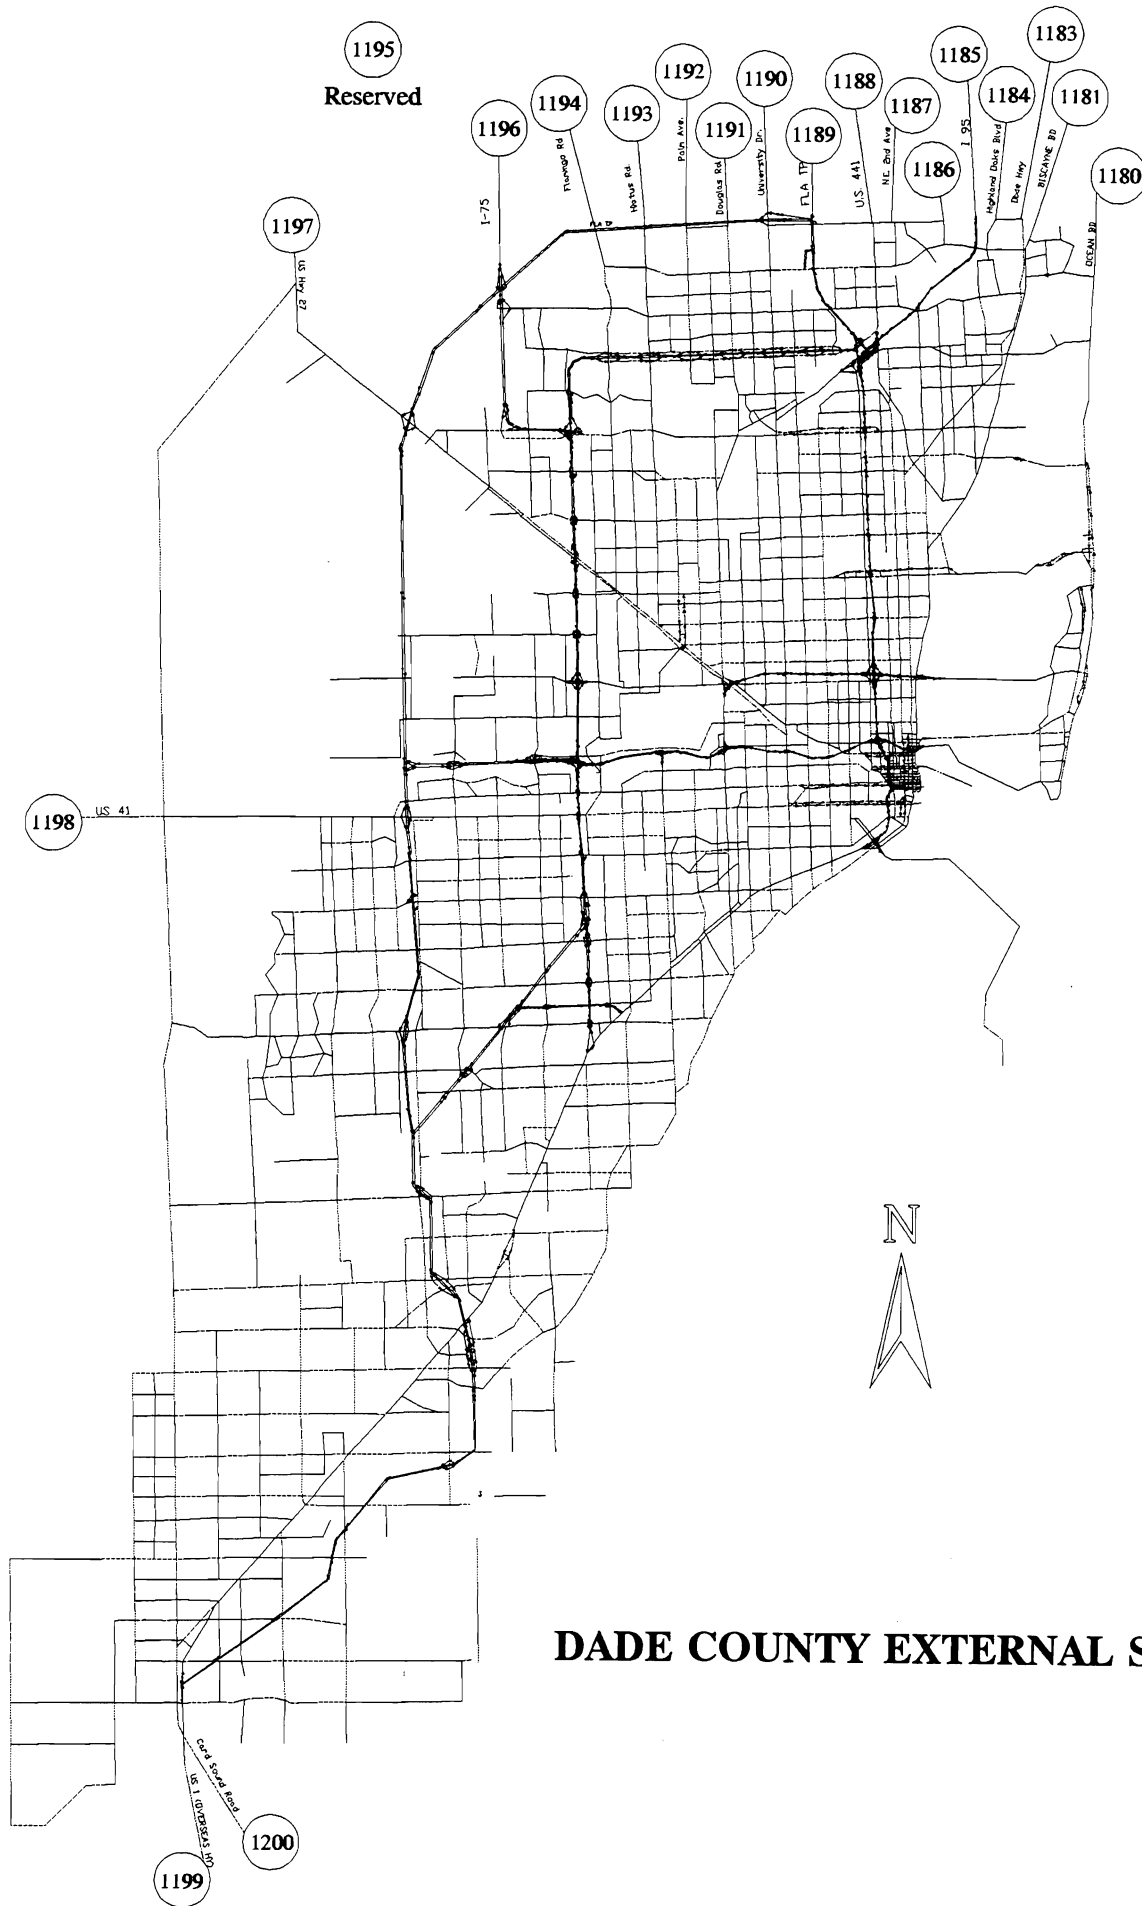 1195
Reserved
1183
1185
1192
1190
1188
1184
1181
1194
1187
1193
1196
1191
1189
1186
1180
1197
1198
1200
1199
I-75
Flamingo Rd.
Hiatus Rd.
Palm Ave.
Douglas Rd.
University Dr.
FLA TP
U.S. 441
N.E. 2nd Ave
I 95
Highland Oaks Blvd
Dixie Hwy
BISCAYNE BD
OCEAN BD
US Hwy 27
US 41
N
DADE COUNTY EXTERNAL S
Card Sound Road
US 1 (OVERSEAS HY)